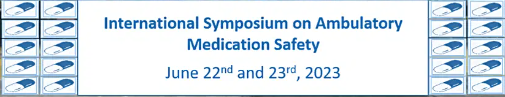 International Symposium on Ambulatory
Medication Safety
June 22nd and 23rd, 2023